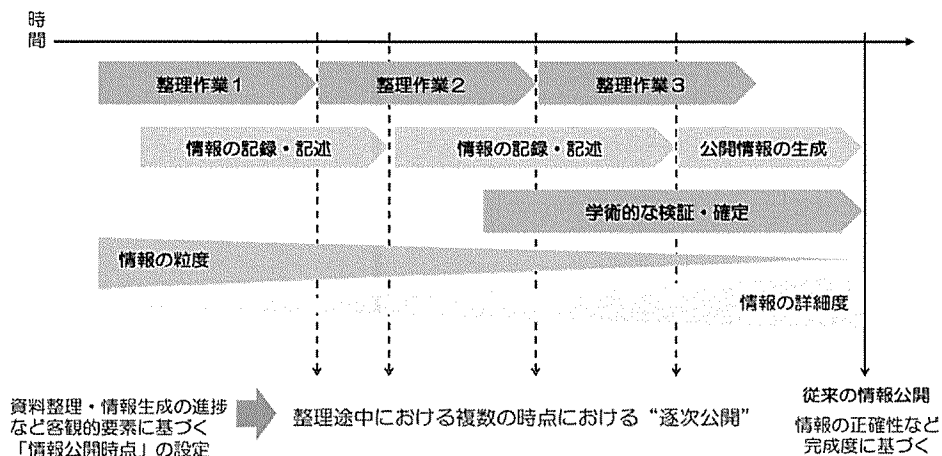 時
間
整理作業1
整理作業2
整理作業3
情報の記録・記述
情報の記録・記述
公開情報の生成
学術的な検証・確定
情報の粒度
情報の詳細度
資料整理・情報生成の進捗
など客観的要素に基づく
「情報公開時点」の設定
整理途中における複数の時点における“逐次公開”
従来の情報公開
情報の正確性など
完成度に基づく